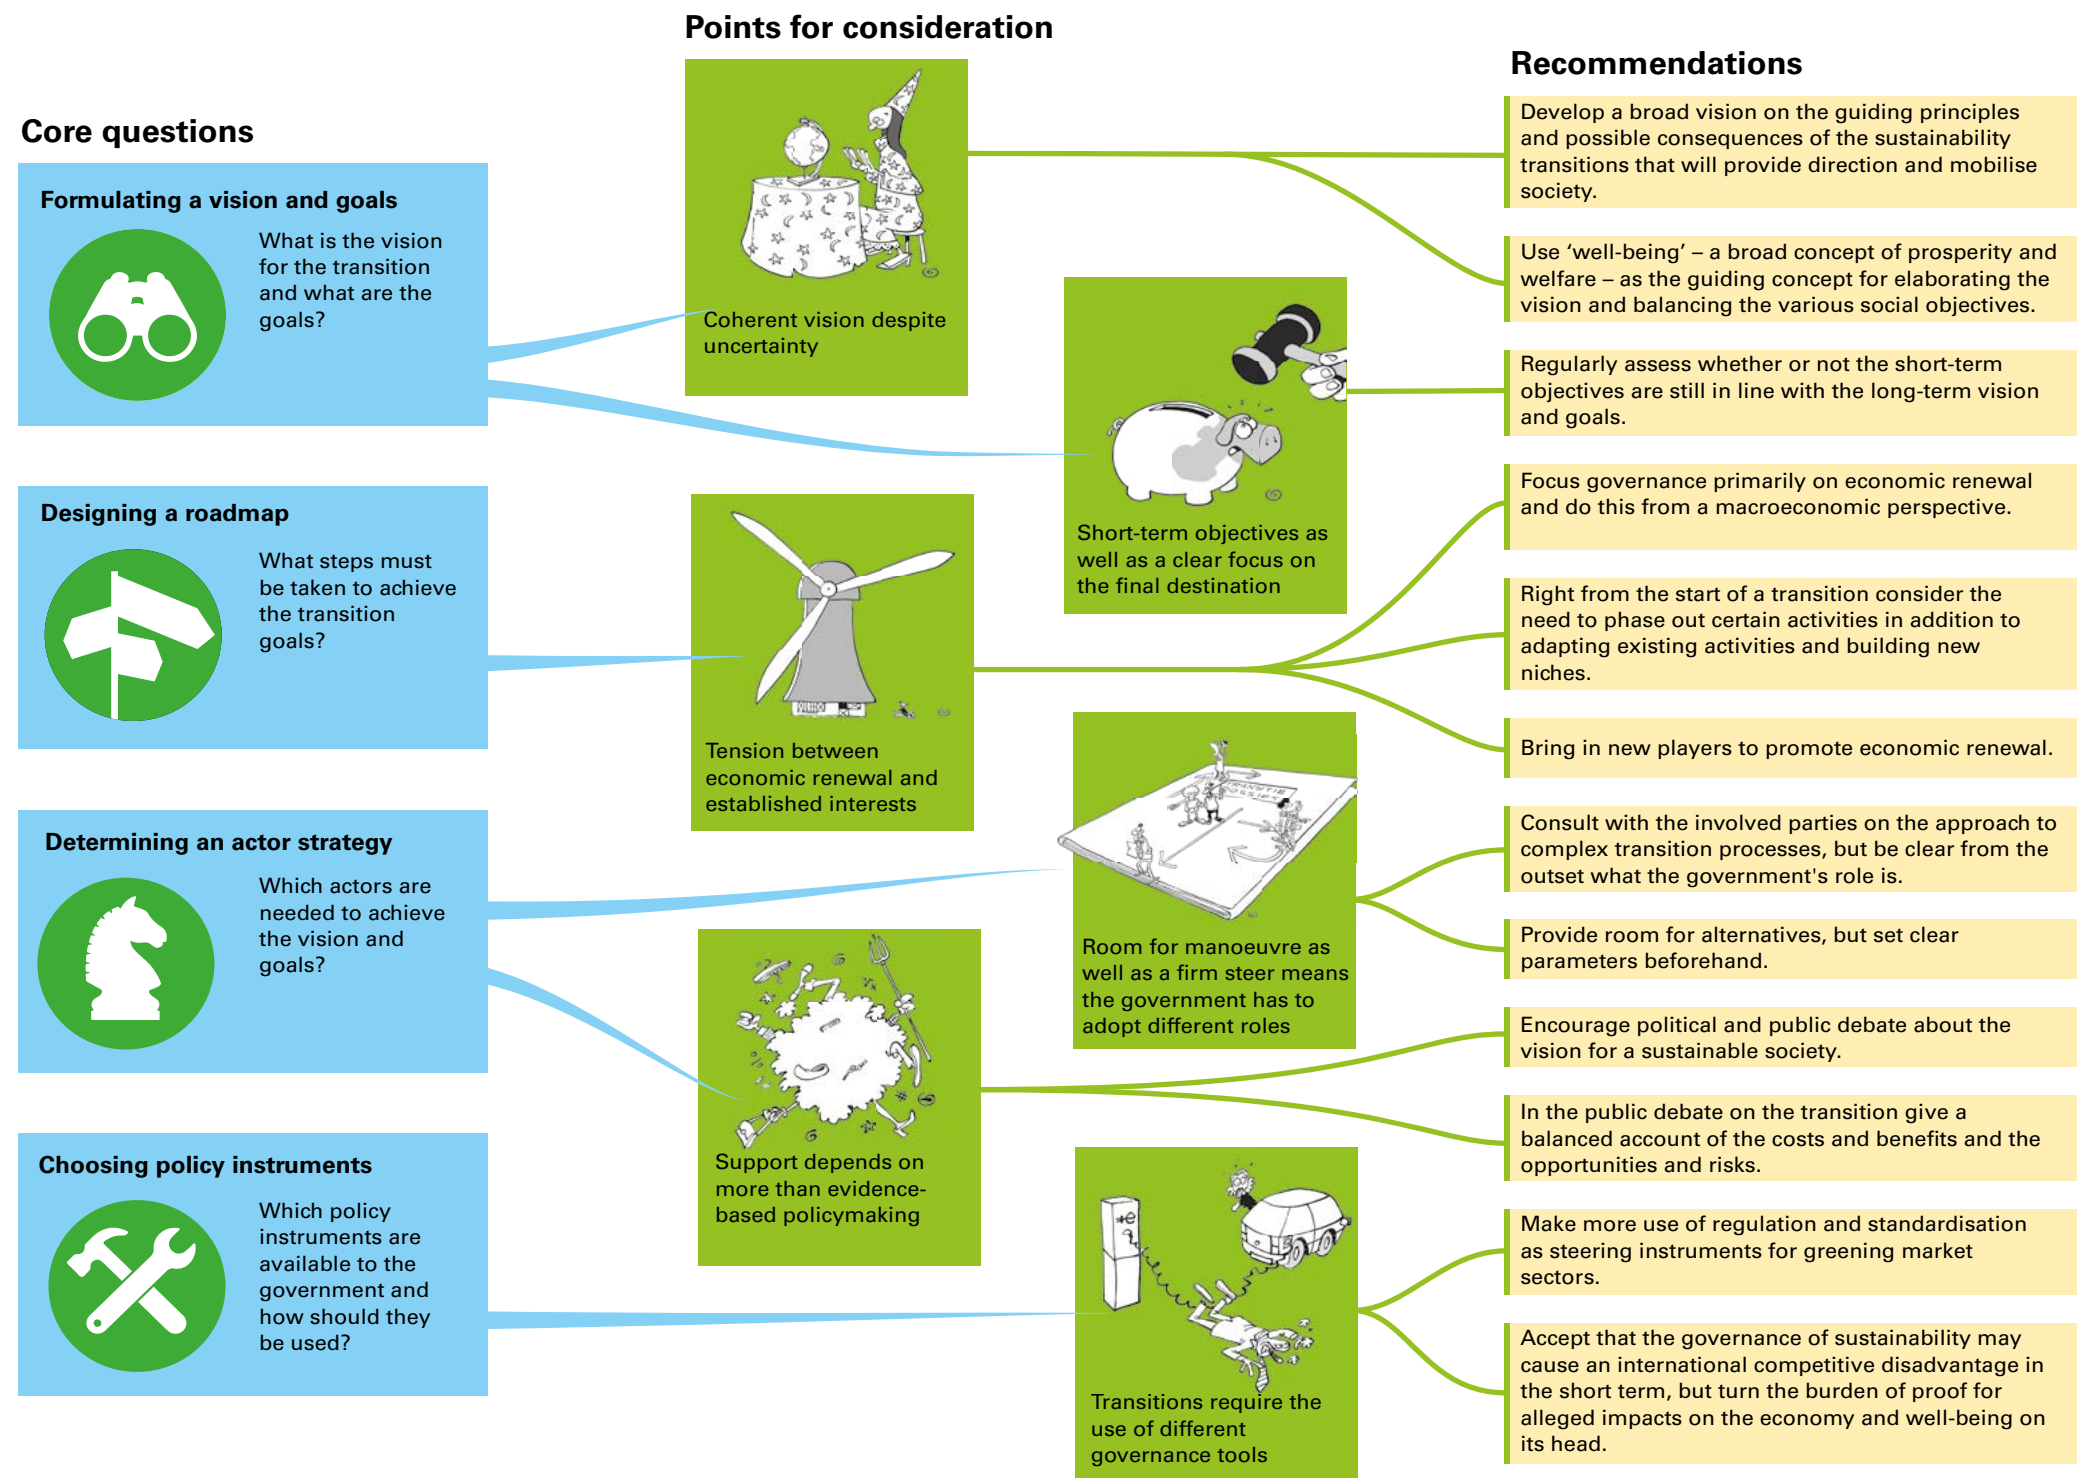 Points for consideration
Recommendations
Core questions
Formulating a vision and goals
What is the vision
for the transition
and what are the
goals?
Designing a roadmap
What steps must
be taken to achieve
the transition
goals?
Determining an actor strategy
Which actors are
needed to achieve
the vision and
goals?
Choosing policy instruments
Which policy
instruments are
available to the
government and
how should they
be used?
Coherent vision despite
uncertainty
Short-term objectives as
well as a clear focus on
the final destination
Tension between
economic renewal and
established interests
TRANSITIE
DOSSIER
Room for manoeuvre as
well as a firm steer means
the government has to
adopt different roles
Support depends on
more than evidence-
based policymaking
+e
Transitions require the
use of different
governance tools
Develop a broad vision on the guiding principles
and possible consequences of the sustainability
transitions that will provide direction and mobilise
society.
Use ‘well-being’ – a broad concept of prosperity and
welfare – as the guiding concept for elaborating the
vision and balancing the various social objectives.
Regularly assess whether or not the short-term
objectives are still in line with the long-term vision
and goals.
Focus governance primarily on economic renewal
and do this from a macroeconomic perspective.
Right from the start of a transition consider the
need to phase out certain activities in addition to
adapting existing activities and building new
niches.
Bring in new players to promote economic renewal.
Consult with the involved parties on the approach to
complex transition processes, but be clear from the
outset what the government's role is.
Provide room for alternatives, but set clear
parameters beforehand.
Encourage political and public debate about the
vision for a sustainable society.
In the public debate on the transition give a
balanced account of the costs and benefits and the
opportunities and risks.
Make more use of regulation and standardisation
as steering instruments for greening market
sectors.
Accept that the governance of sustainability may
cause an international competitive disadvantage in
the short term, but turn the burden of proof for
alleged impacts on the economy and well-being on
its head.